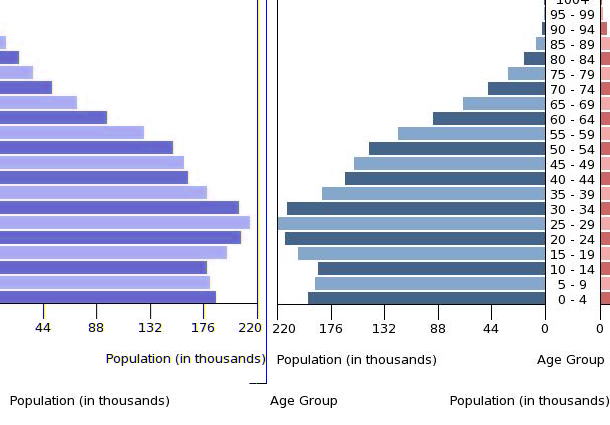 100+
95 - 99
90 - 94
85 - 89
80 - 84
75 - 79
70 - 74
65 - 69
60 - 64
55 - 59
50 - 54
45 - 49
40 - 44
35 - 39
30 - 34
25 - 29
20 - 24
15 - 19
10 - 14
5 - 9
0 - 4
44 88 132 176 220 220 176 132 88 44 0 0
Population (in thousands) Population (in thousands) Age Group
Population (in thousands) Age Group Population (in thousands)